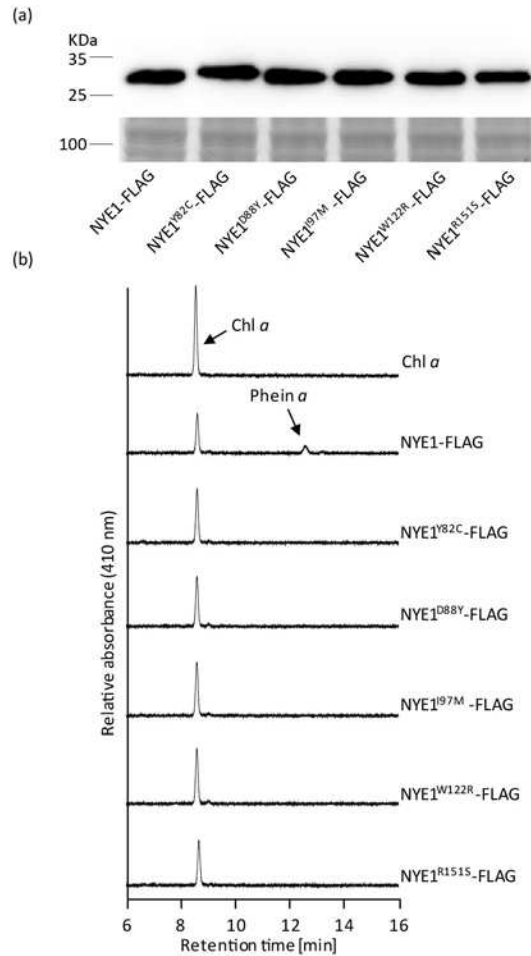 (a)
KDa
35
25
100
NYE1-FLAG
NYE1Y82C-FLAG
NYE1D88Y-FLAG
NYE1I97M -FLAG
NYE1W122R-FLAG
NYE1R151S-FLAG
(b)
Chl a
Chl a
Phein a
NYE1-FLAG
NYE1Y82C-FLAG
NYE1D88Y-FLAG
NYE1I97M -FLAG
NYE1W122R-FLAG
NYE1R151S-FLAG
Relative absorbance (410 nm)
6 8 10 12 14 16
Retention time [min]